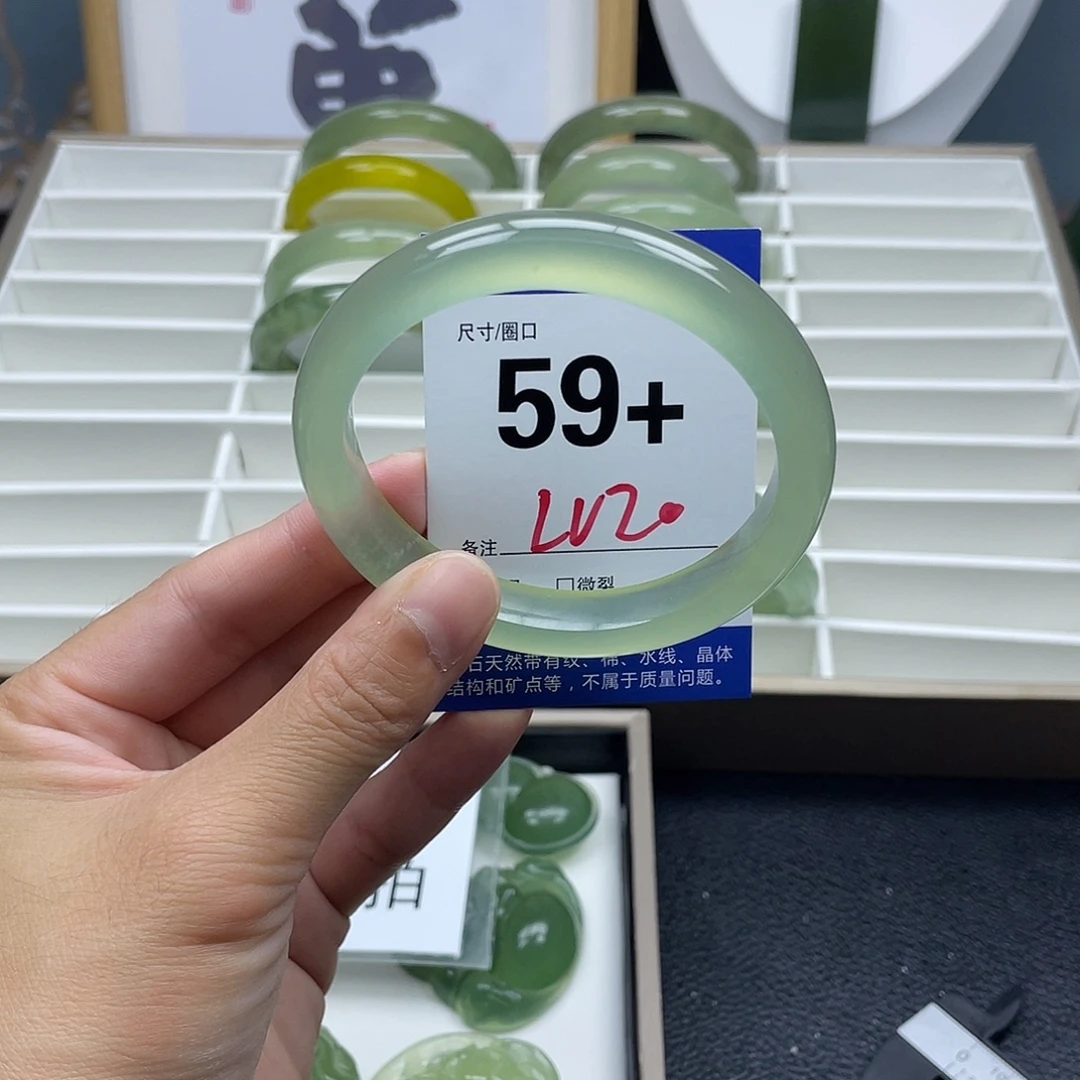 尺寸/圈口
59+
LV2.
备注
微裂
石天然带有纹、棉、水线、晶体
结构和矿点等，不属于质量问题。
拍